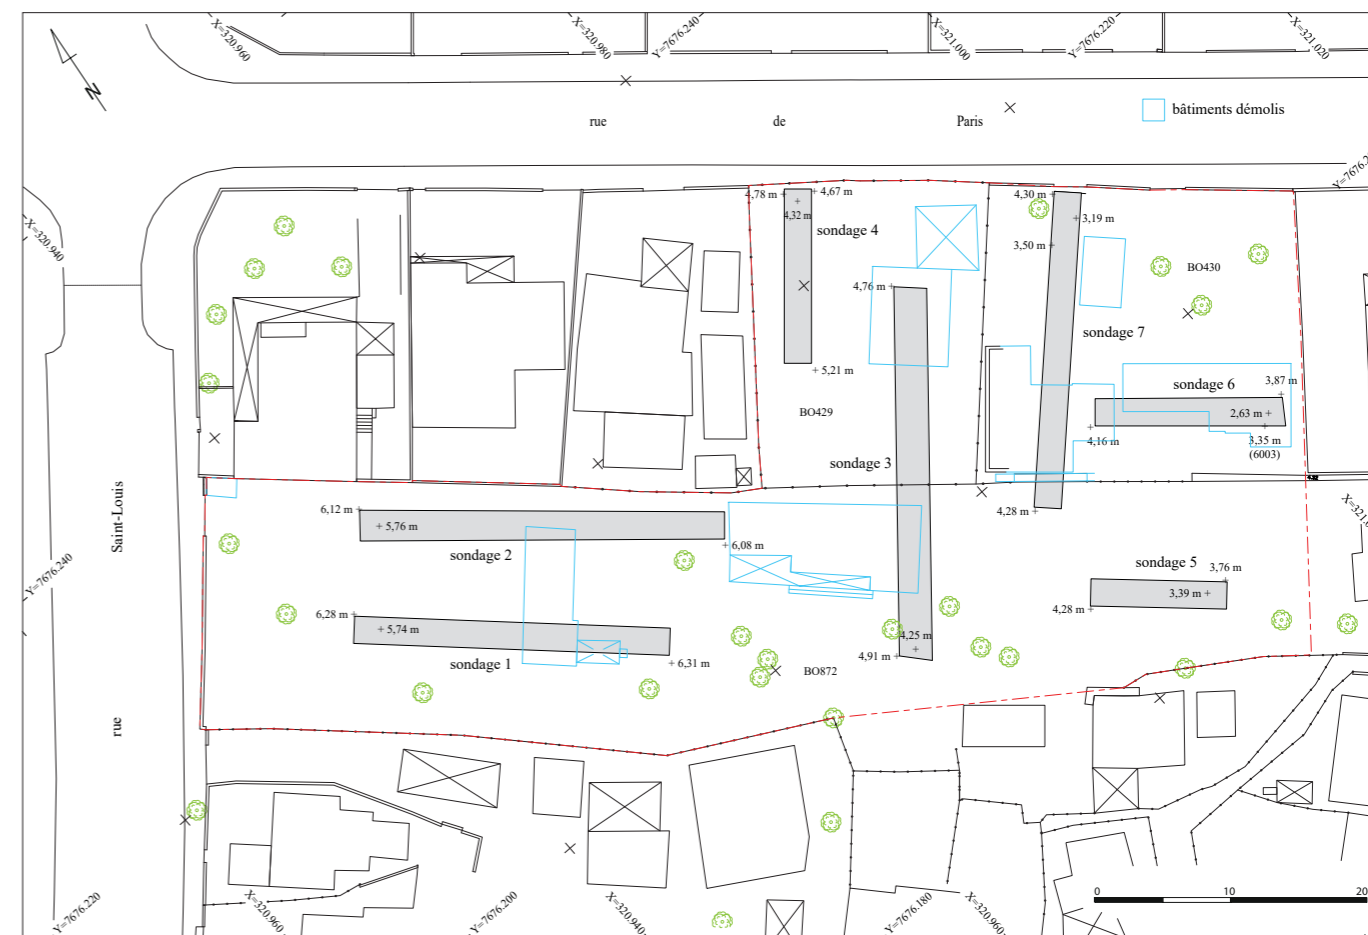 X=320.960
X=320.980
Y=7676.240
X=321.000
Y=7676.220
X=321.020
N
bâtiments démolis
rue de Paris
X=320.940
4,78 m
4,67 m
4,32 m
sondage 4
4,30 m
3,19 m
3,50 m
BO430
4,76 m
sondage 7
5,21 m
BO429
sondage 6
3,87 m
2,63 m
4,16 m
3,35 m
(6003)
sondage 3
rue Saint-Louis
6,12 m
5,76 m
sondage 2
6,08 m
4,28 m
Y=7676.240
sondage 5
3,76 m
3,39 m
4,28 m
6,28 m
5,74 m
sondage 1
6,31 m
4,25 m
4,91 m
BO872
Y=7676.220
X=320.960
Y=7676.200
X=320.940
Y=7676.180
X=320.960
0 10 20